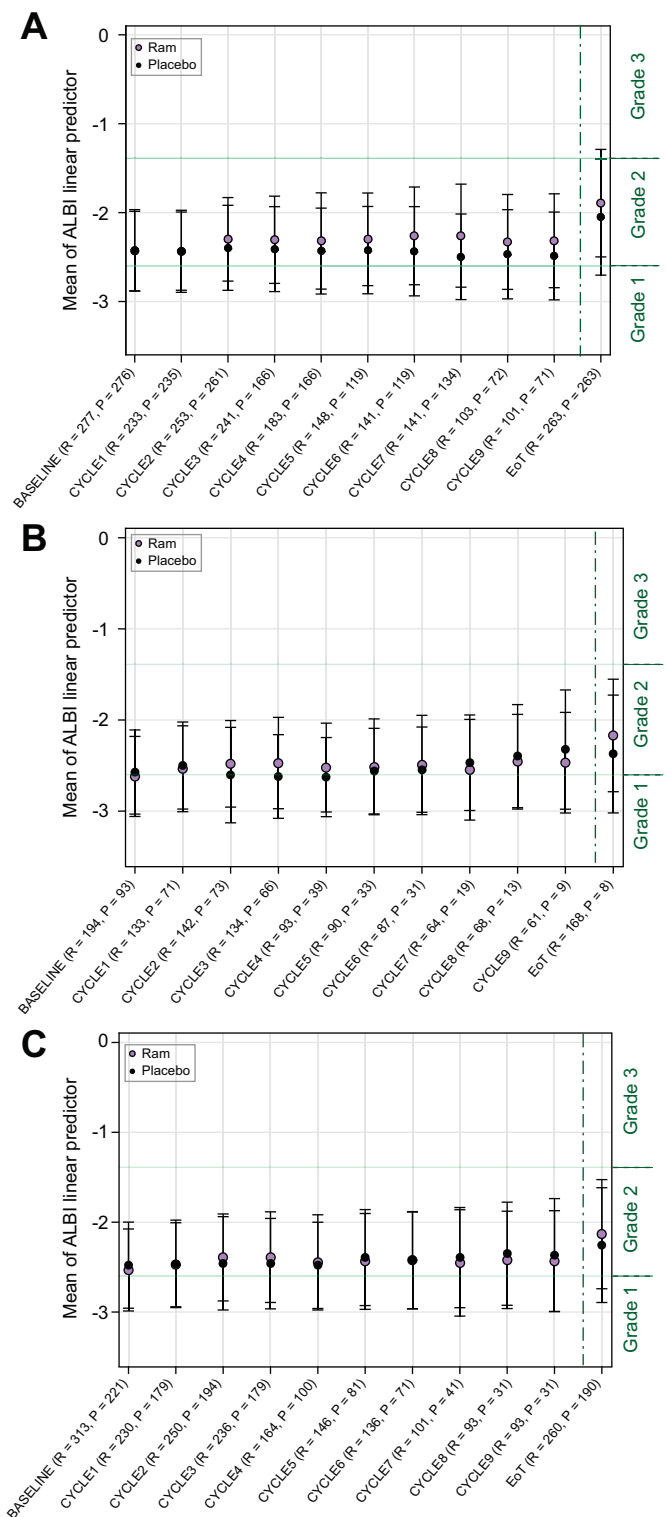 A
0
-1
-2
-3
Mean of ALBI linear predictor
Ram
Placebo
Grade 3
Grade 2
Grade 1
BASELINE (R = 277, P = 276)
CYCLE1 (R = 233, P = 235)
CYCLE2 (R = 253, P = 261)
CYCLE3 (R = 241, P = 166)
CYCLE4 (R = 183, P = 166)
CYCLE5 (R = 148, P = 119)
CYCLE6 (R = 141, P = 119)
CYCLE7 (R = 141, P = 134)
CYCLE8 (R = 103, P = 72)
CYCLE9 (R = 101, P = 71)
EoT (R = 263, P = 263)
B
0
-1
-2
-3
Mean of ALBI linear predictor
Ram
Placebo
Grade 3
Grade 2
Grade 1
BASELINE (R = 194, P = 93)
CYCLE1 (R = 133, P = 71)
CYCLE2 (R = 142, P = 73)
CYCLE3 (R = 134, P = 66)
CYCLE4 (R = 93, P = 39)
CYCLE5 (R = 90, P = 33)
CYCLE6 (R = 87, P = 31)
CYCLE7 (R = 64, P = 19)
CYCLE8 (R = 68, P = 13)
CYCLE9 (R = 61, P = 9)
EoT (R = 168, P = 8)
C
0
-1
-2
-3
Mean of ALBI linear predictor
Ram
Placebo
Grade 3
Grade 2
Grade 1
BASELINE (R = 313, P = 221)
CYCLE1 (R = 230, P = 179)
CYCLE2 (R = 250, P = 194)
CYCLE3 (R = 236, P = 179)
CYCLE4 (R = 164, P = 100)
CYCLE5 (R = 146, P = 81)
CYCLE6 (R = 136, P = 71)
CYCLE7 (R = 101, P = 41)
CYCLE8 (R = 93, P = 31)
CYCLE9 (R = 93, P = 31)
EoT (R = 260, P = 190)